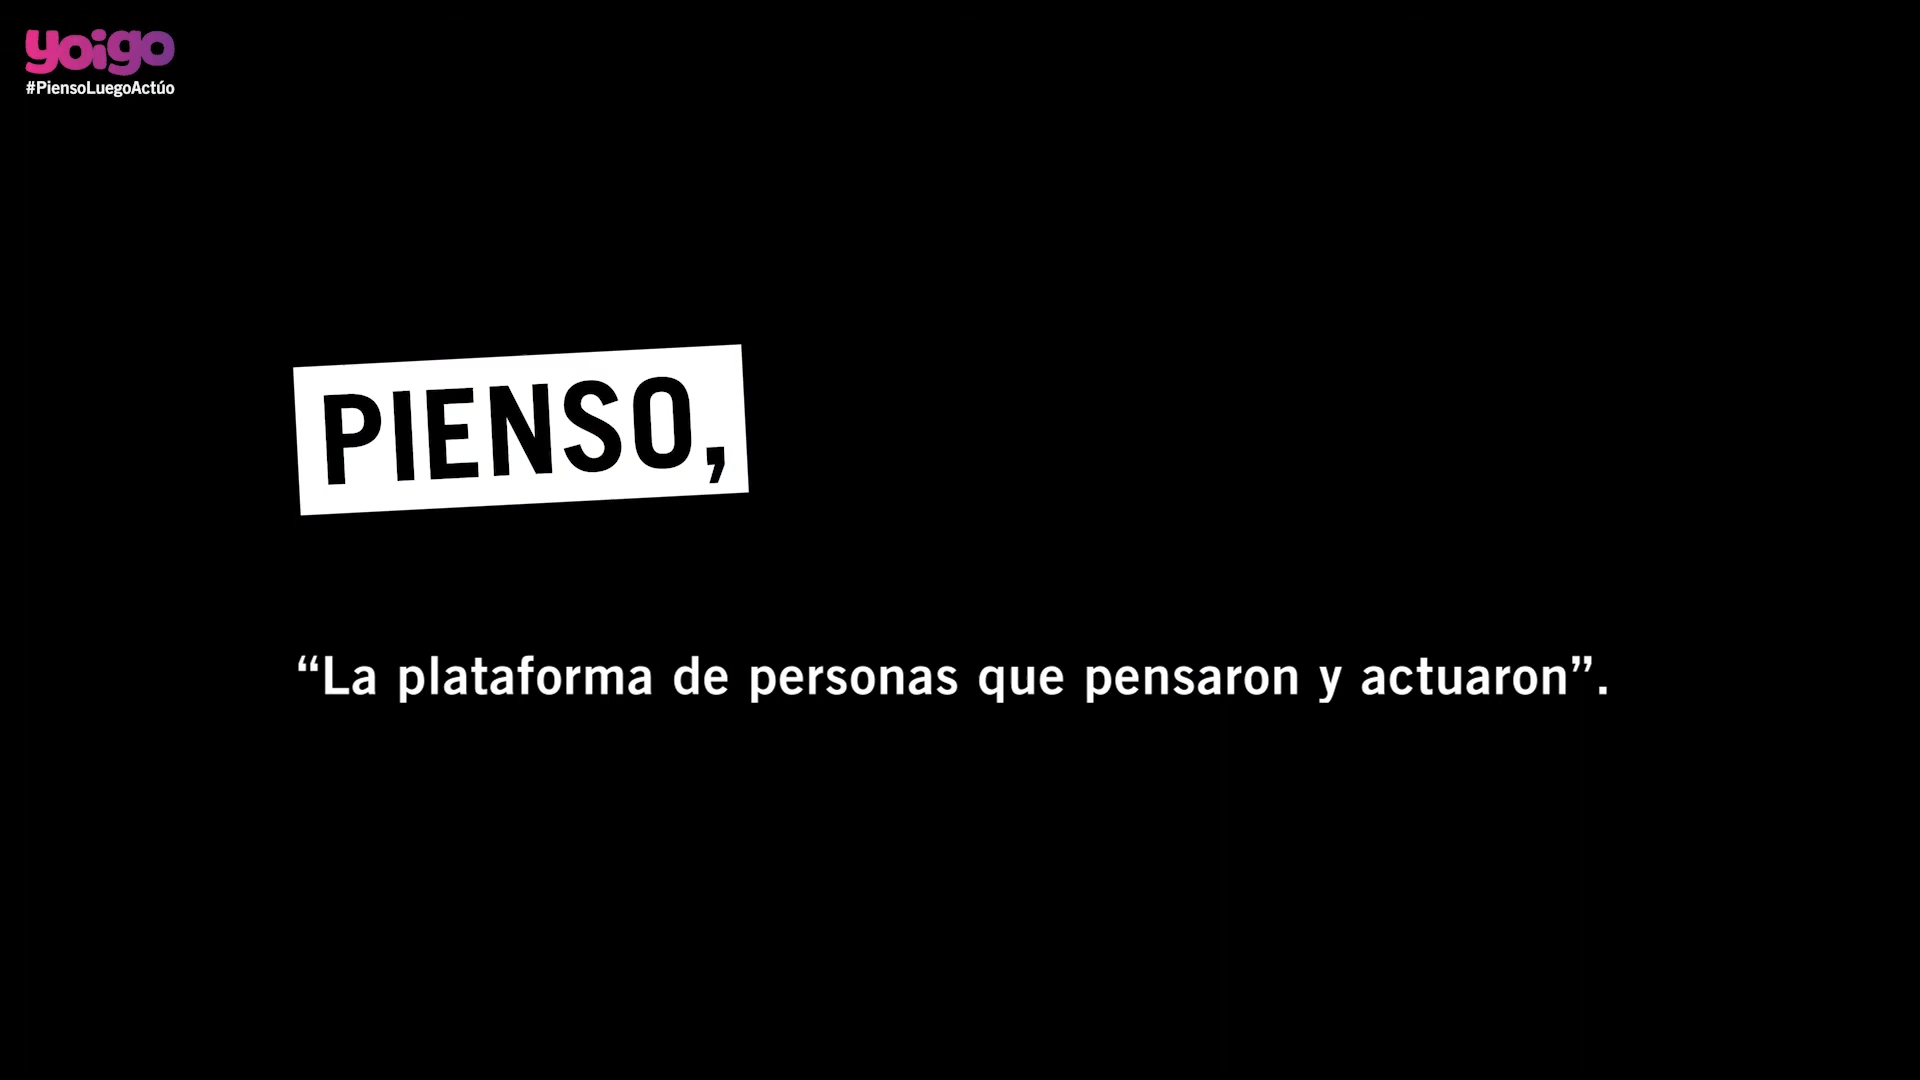 yoigo
#PiensoLuegoActúo
PIENSO,
“La plataforma de personas que pensaron y actuaron”.